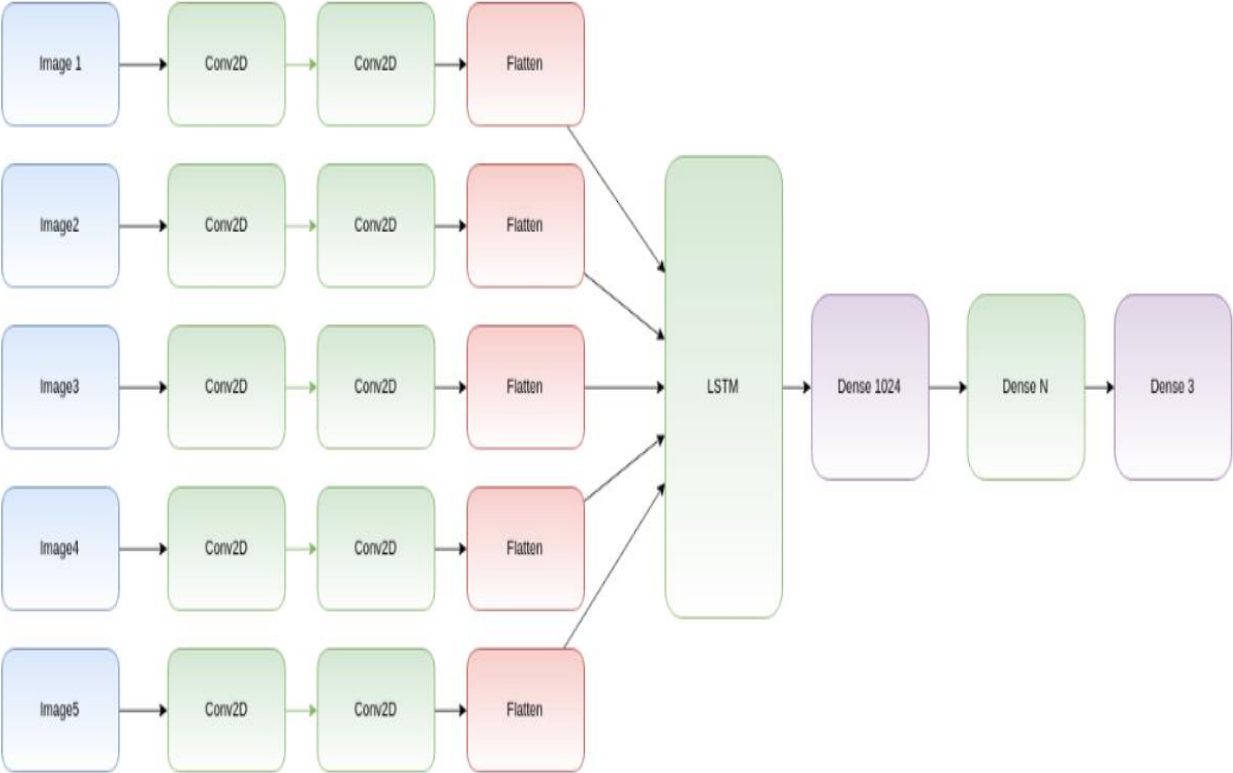 Image 1
Conv2D
Conv2D
Flatten
Image2
Conv2D
Conv2D
Flatten
Image3
Conv2D
Conv2D
Flatten
LSTM
Dense 1024
Dense N
Dense 3
Image4
Conv2D
Conv2D
Flatten
Image5
Conv2D
Conv2D
Flatten